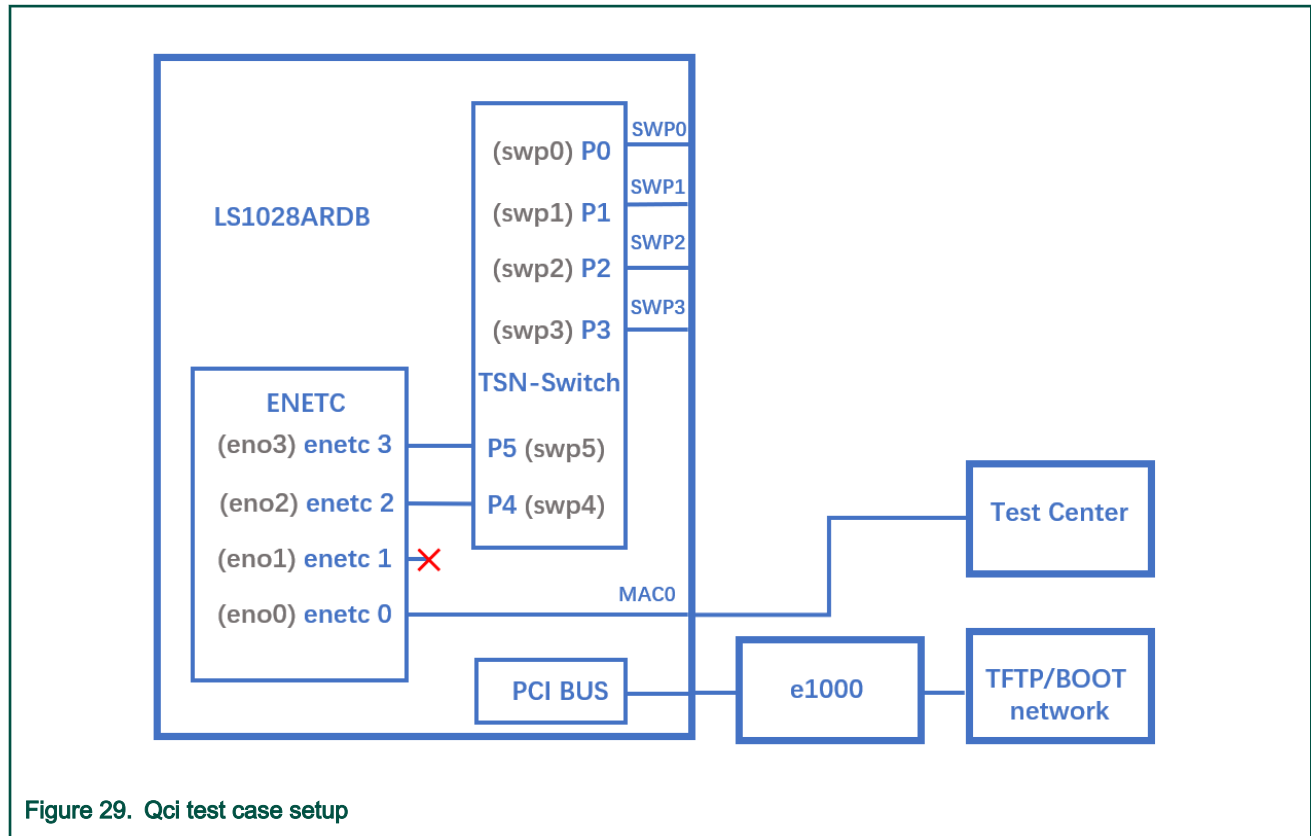 SWP0
(swp0) P0
SWP1
LS1028ARDB
(swp1) P1
SWP2
(swp2) P2
SWP3
(swp3) P3
TSN-Switch
ENETC
(eno3) enetc 3
P5 (swp5)
(eno2) enetc 2
P4 (swp4)
Test Center
(eno1) enetc 1
MAC0
(eno0) enetc 0
PCI BUS
e1000
TFTP/BOOT
network
Figure 29. Qci test case setup